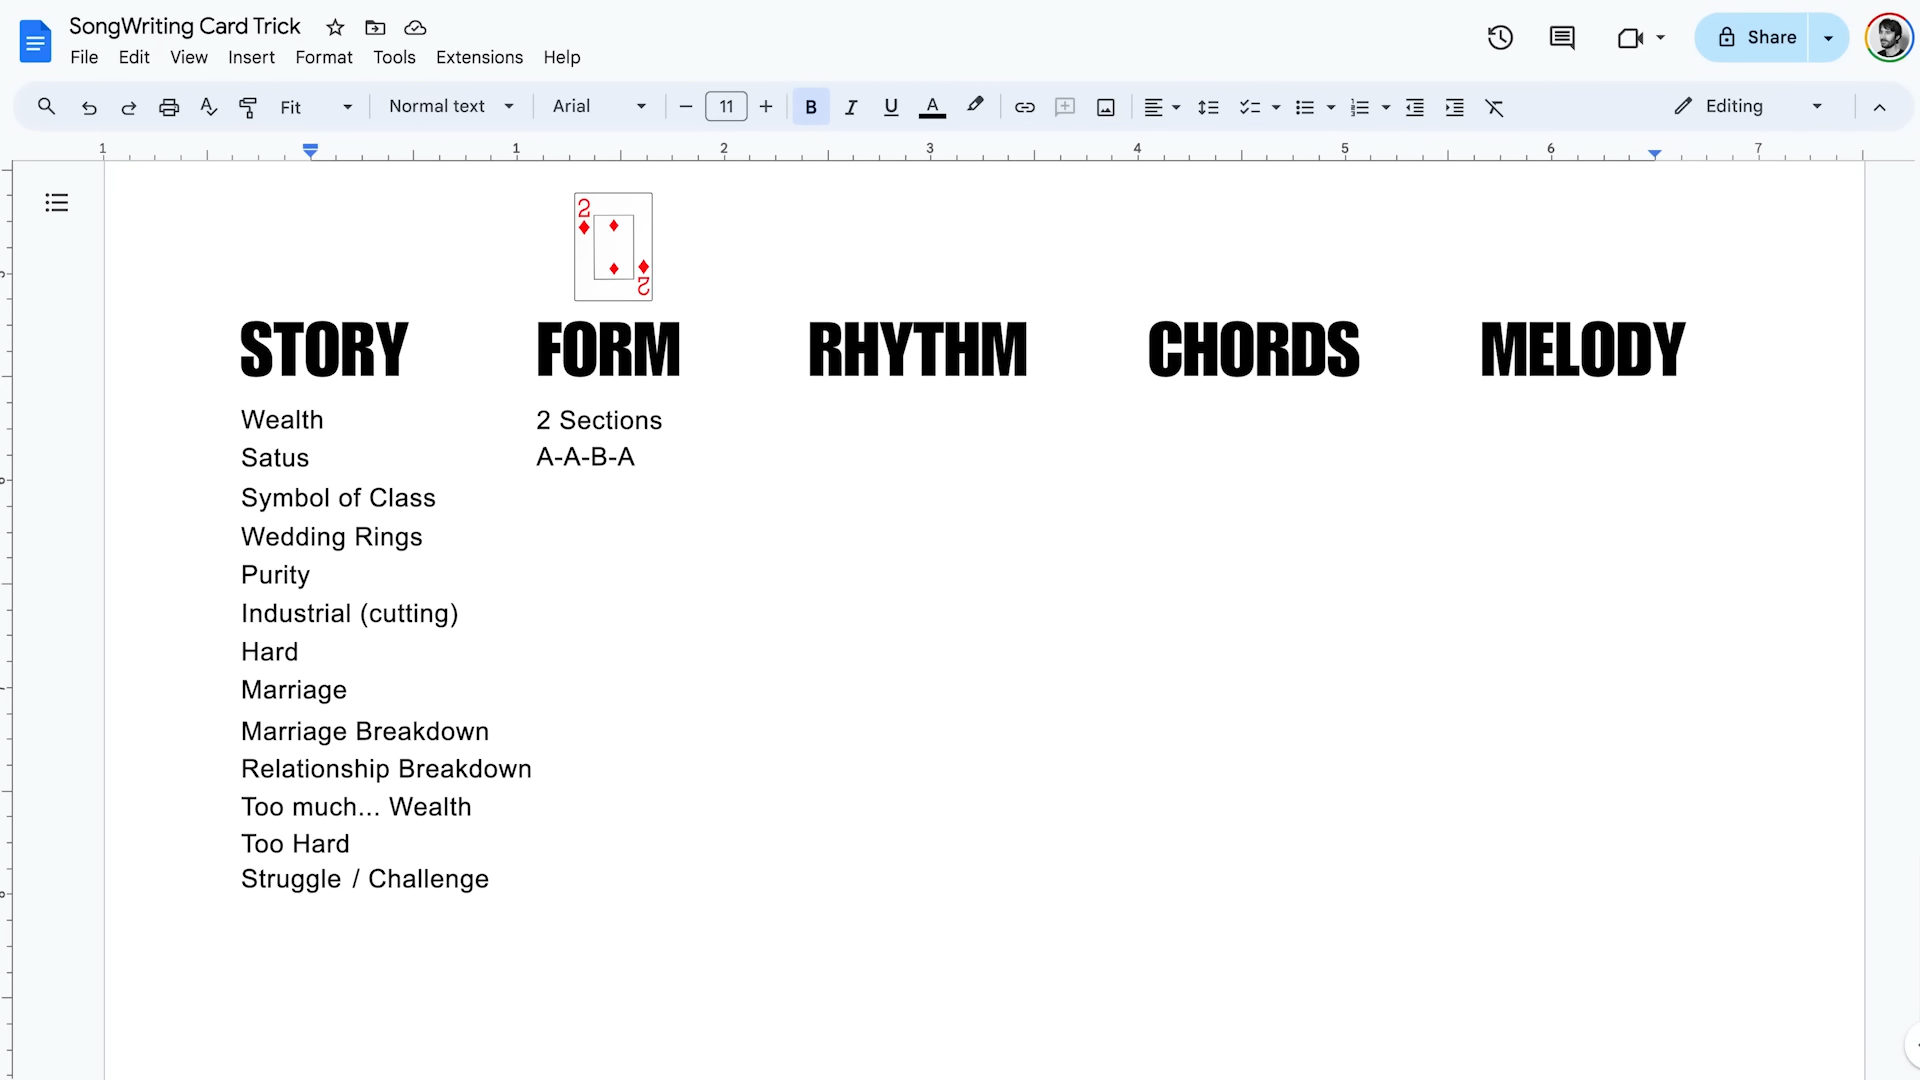 SongWriting Card Trick
File Edit View Insert Format Tools Extensions Help
Share
Fit Normal text Arial 11 B I U A Editing
1 1 2 3 4 5 6 7
2
2
STORY FORM RHYTHM CHORDS MELODY
Wealth 2 Sections
Satus A-A-B-A
Symbol of Class
Wedding Rings
Purity
Industrial (cutting)
Hard
Marriage
Marriage Breakdown
Relationship Breakdown
Too much... Wealth
Too Hard
Struggle / Challenge